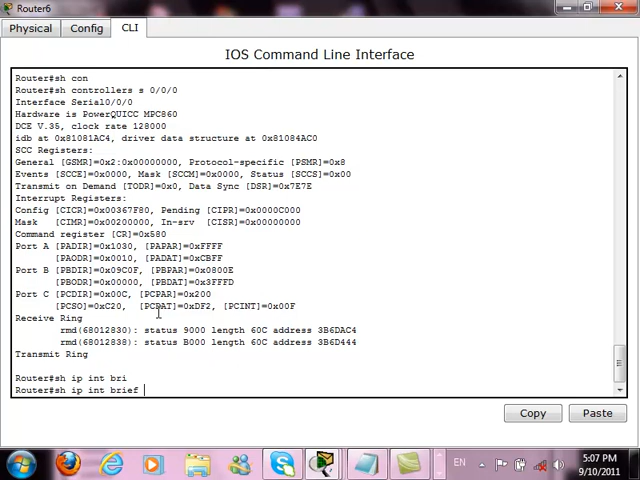 Router6
Physical
Config
CLI
IOS Command Line Interface
Router#sh con
Router#sh controllers s 0/0/0
Interface Serial0/0/0
Hardware is PowerQUICC MPC860
DCE V.35, clock rate 128000
idb at 0x81081AC4, driver data structure at 0x81084AC0
SCC Registers:
General [GSMR]=0x2:0x00000000, Protocol-specific [PSMR]=0x8
Events [SCCE]=0x0000, Mask [SCCM]=0x0000, Status [SCCS]=0x00
Transmit on Demand [TODR]=0x0, Data Sync [DSR]=0x7E7E
Interrupt Registers:
Config [CICR]=0x00367F80, Pending [CIPR]=0x0000C000
Mask   [CIMR]=0x00200000, In-srv  [CISR]=0x00000000
Command register [CR]=0x580
Port A [PADIR]=0x1030, [PAPAR]=0xFFFF
       [PAODR]=0x0010, [PADAT]=0xCBFF
Port B [PBDIR]=0x09C0F, [PBPAR]=0x0800E
       [PBODR]=0x00000, [PBDAT]=0x3FFFD
Port C [PCDIR]=0x00C, [PCPAR]=0x200
       [PCSO]=0xC20,  [PCDAT]=0xDF2, [PCINT]=0x00F
Receive Ring
        rmd(68012830): status 9000 length 60C address 3B6DAC4
        rmd(68012838): status B000 length 60C address 3B6D444
Transmit Ring
Router#sh ip int bri
Router#sh ip int brief
Copy
Paste
EN
5:07 PM
9/10/2011